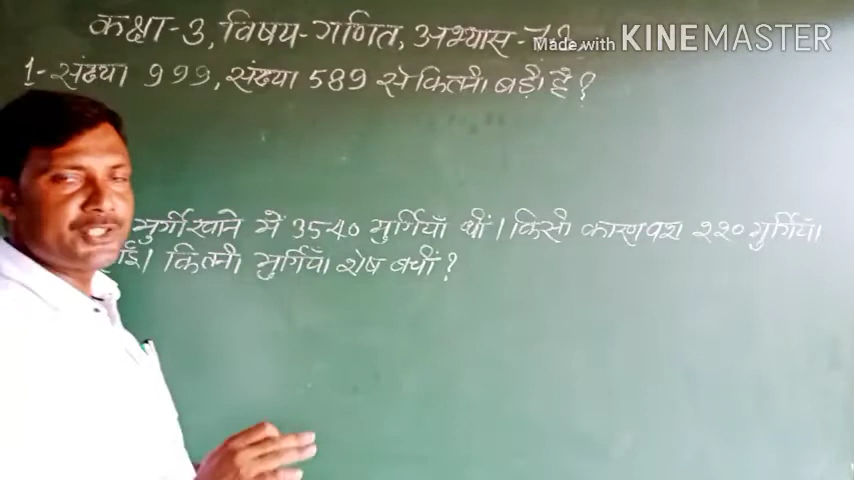 कक्षा-3, विषय-गणित, अभ्यास-
Made with KINEMASTER
1-संख्या 999, संख्या 589 से कितनी बड़ी है?
मुर्गीखाने में 3540 मुर्गियाँ थीं। किसी कारणवश 220 मुर्गियाँ
कितनी मुर्गियाँ शेष बचीं?